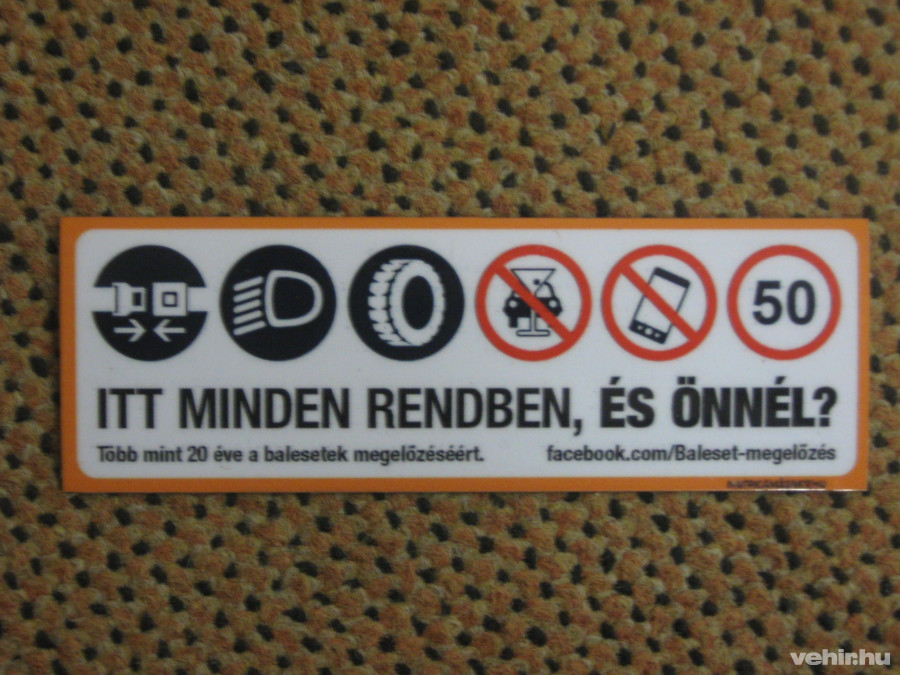 50
ITT MINDEN RENDBEN, ÉS ÖNNÉL?
Több mint 20 éve a balesetek megelőzéséért. facebook.com/Baleset-megelőzés
vehir.hu